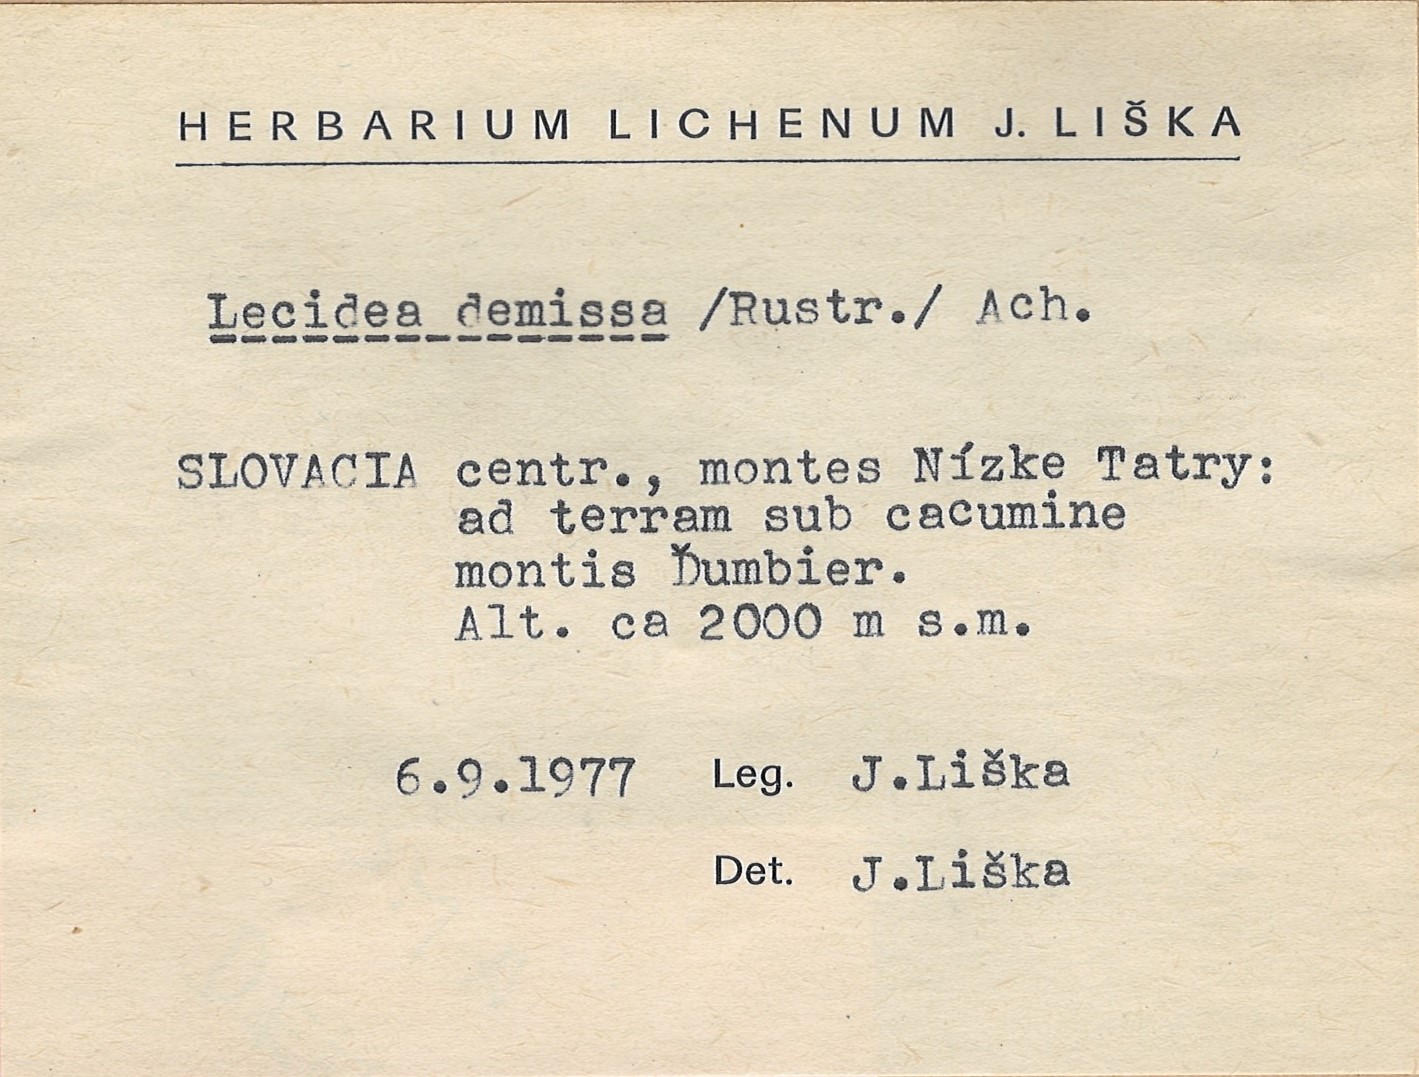 HERBARIUM LICHENUM J. LIŠKA
Lecidea demissa /Rustr./ Ach.
SLOVACIA centr., montes Nízke Tatry:
ad terram sub cacumine
montis Ďumbier.
Alt. ca 2000 m s.m.
6.9.1977 Leg. J.Liška
Det. J.Liška